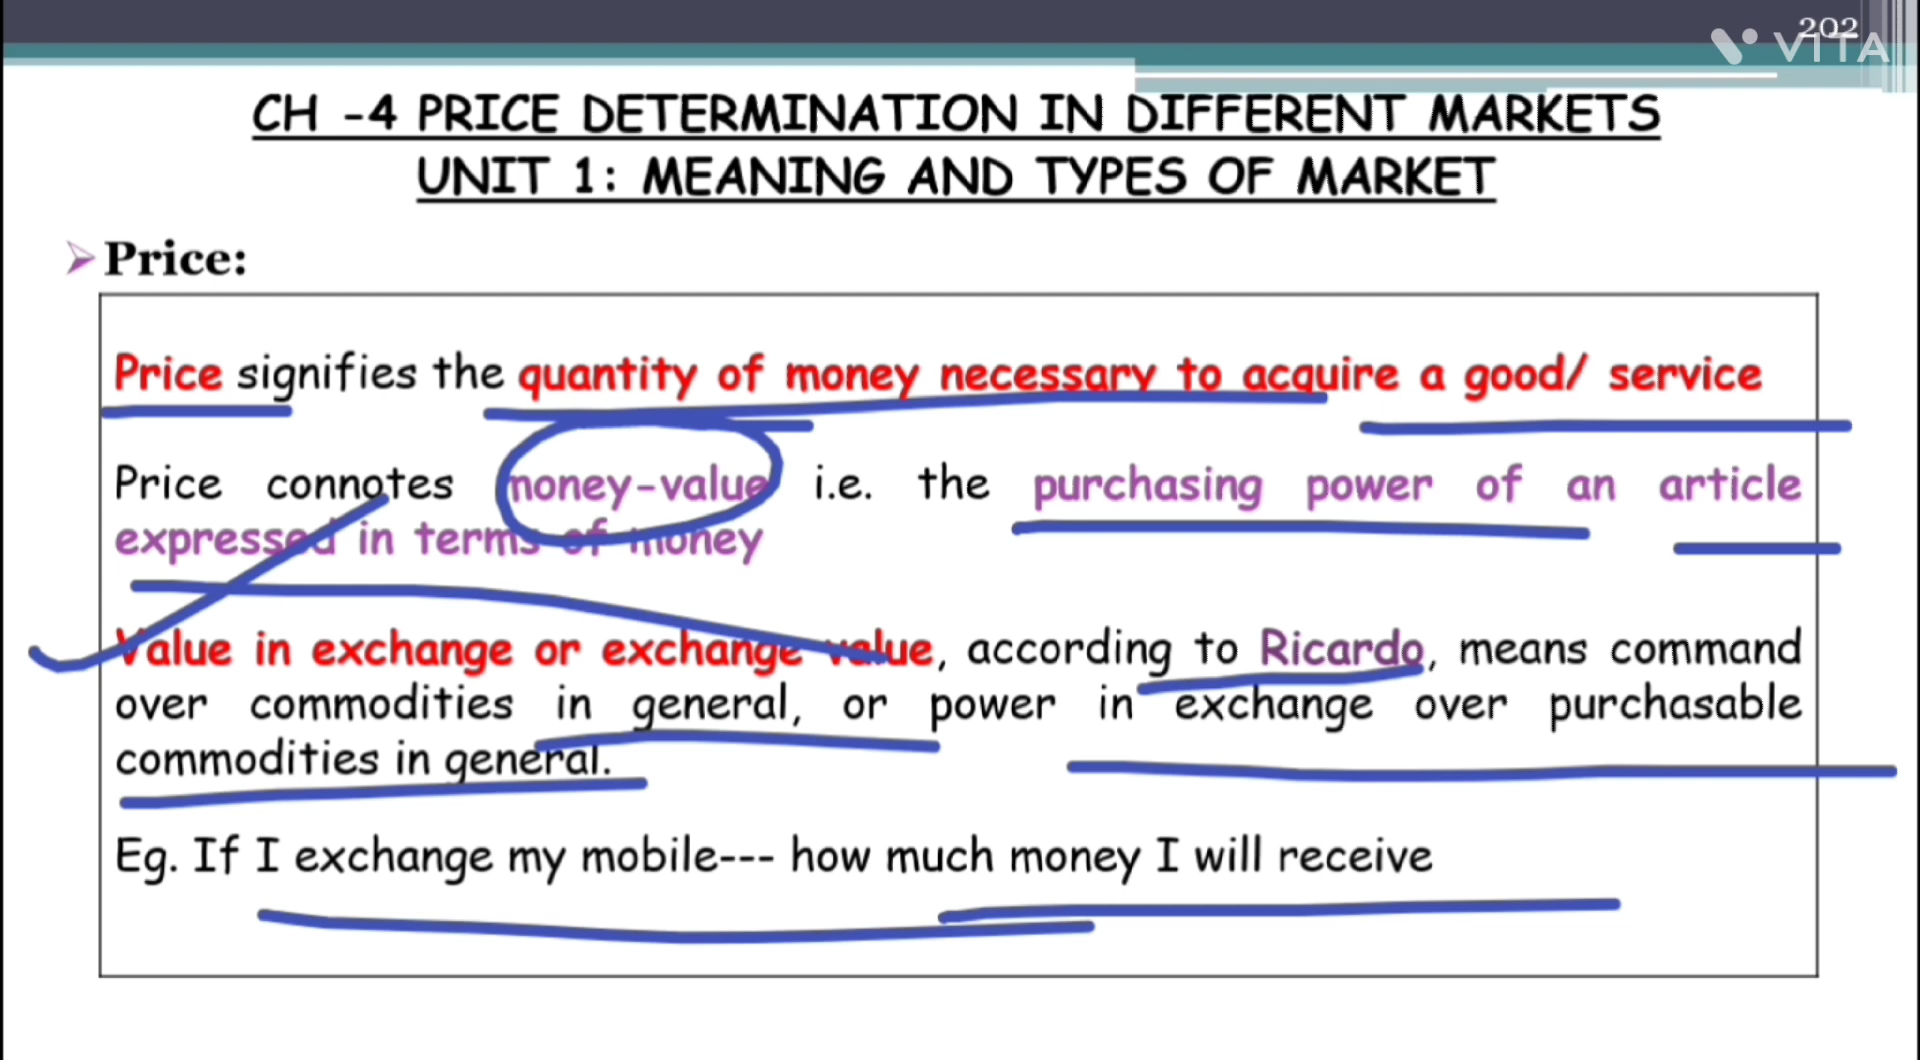 202
VITA
CH -4 PRICE DETERMINATION IN DIFFERENT MARKETS
UNIT 1: MEANING AND TYPES OF MARKET
Price:
Price signifies the quantity of money necessary to acquire a good/ service
Price connotes money-value i.e. the purchasing power of an article
expressed in terms of money
Value in exchange or exchange value, according to Ricardo, means command
over commodities in general, or power in exchange over purchasable
commodities in general.
Eg. If I exchange my mobile--- how much money I will receive